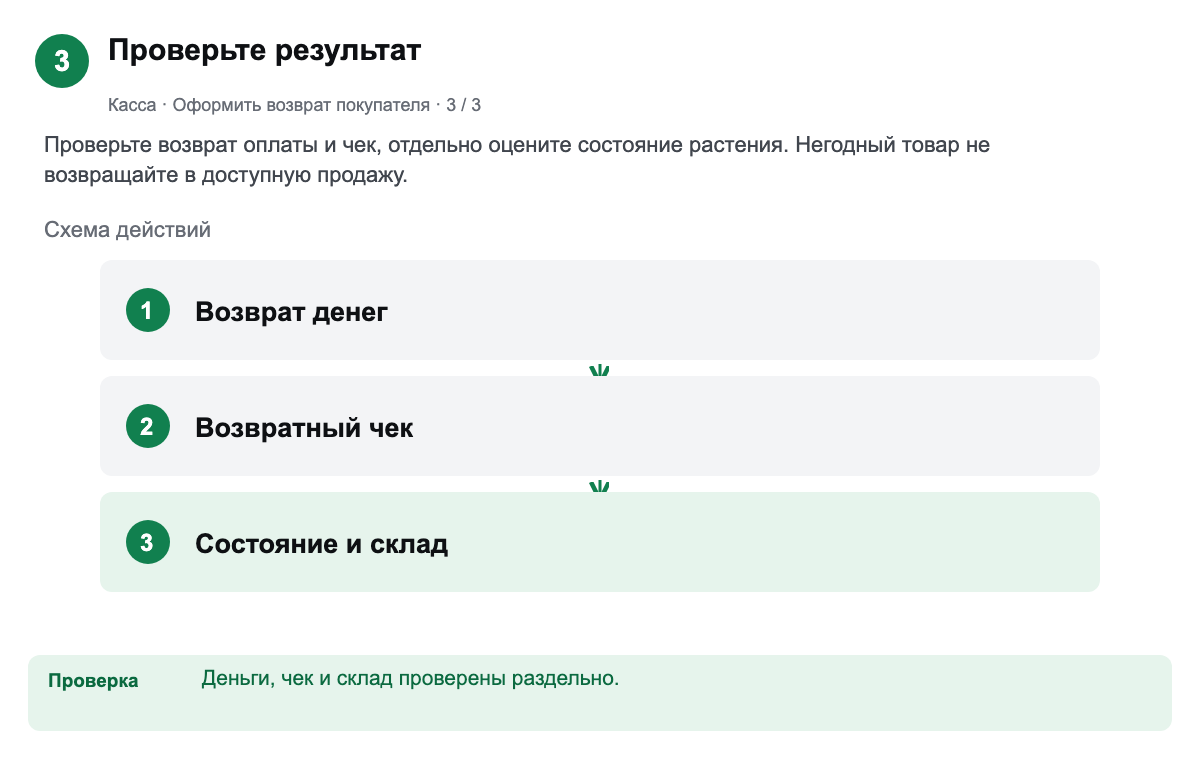 3
Проверьте результат
Касса · Оформить возврат покупателя · 3 / 3
Проверьте возврат оплаты и чек, отдельно оцените состояние растения. Негодный товар не
возвращайте в доступную продажу.
Схема действий
1 Возврат денег
2 Возвратный чек
3 Состояние и склад
Проверка Деньги, чек и склад проверены раздельно.